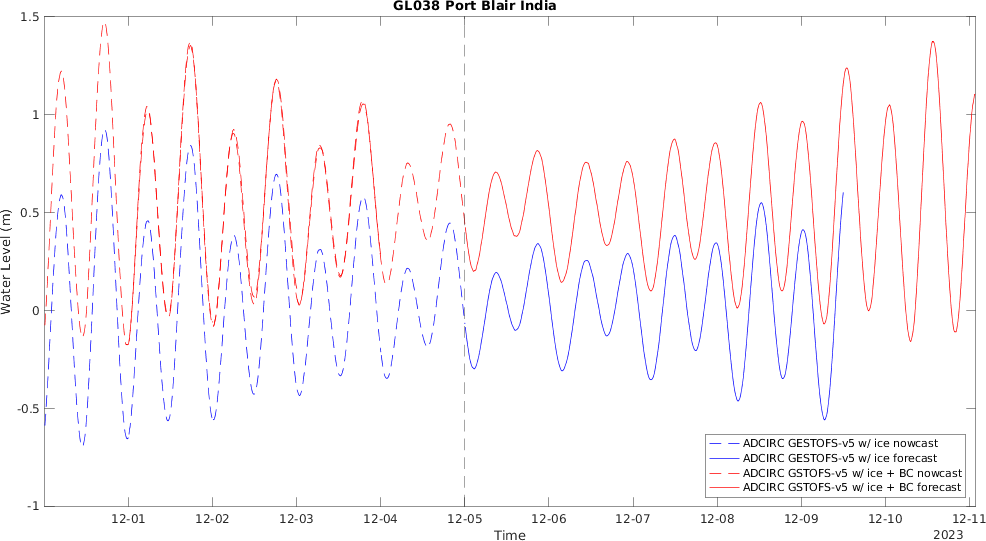 GL038 Port Blair India
1.5
1
0.5
0
-0.5
-1
Water Level (m)
12-01 12-02 12-03 12-04 12-05 12-06 12-07 12-08 12-09 12-10 12-11
Time
2023
ADCIRC GESTOFS-v5 w/ ice nowcast
ADCIRC GESTOFS-v5 w/ ice forecast
ADCIRC GSTOFS-v5 w/ ice + BC nowcast
ADCIRC GSTOFS-v5 w/ ice + BC forecast